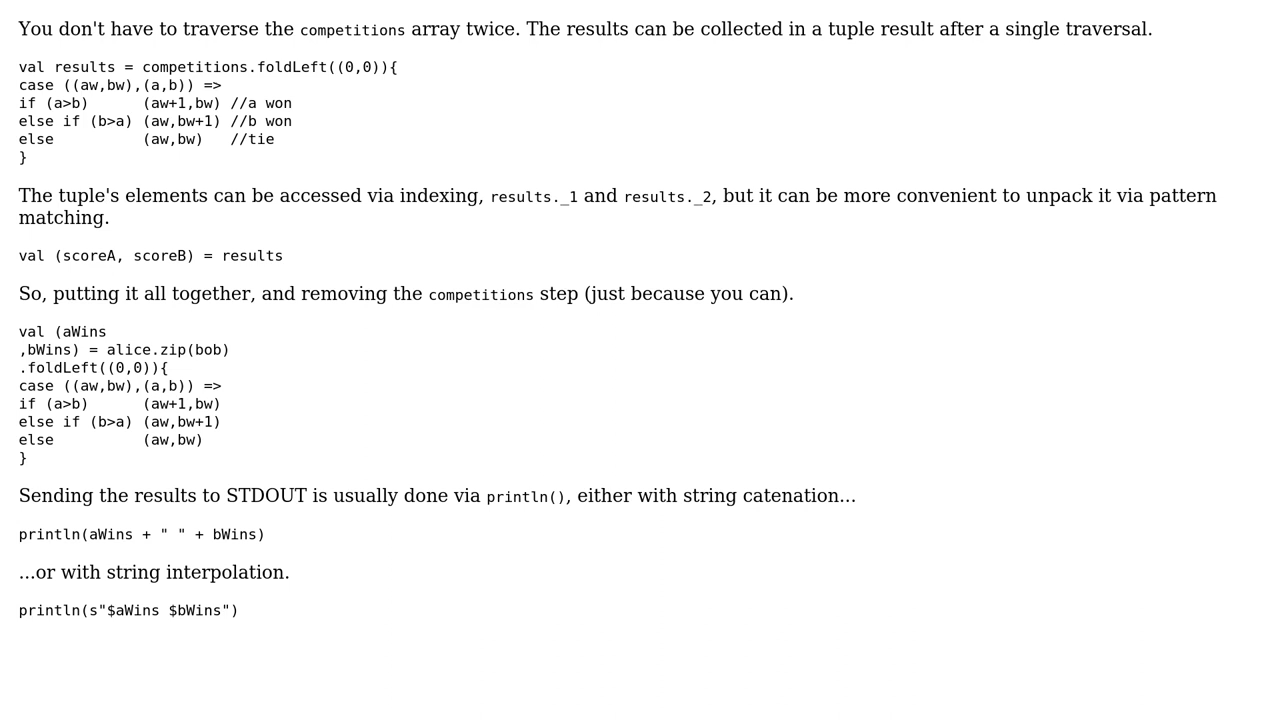 You don't have to traverse the competitions array twice. The results can be collected in a tuple result after a single traversal.
val results = competitions.foldLeft((0,0)){
case ((aw,bw),(a,b)) =>
if (a>b)      (aw+1,bw) //a won
else if (b>a) (aw,bw+1) //b won
else          (aw,bw)   //tie
}
The tuple's elements can be accessed via indexing, results._1 and results._2, but it can be more convenient to unpack it via pattern
matching.
val (scoreA, scoreB) = results
So, putting it all together, and removing the competitions step (just because you can).
val (aWins
,bWins) = alice.zip(bob)
.foldLeft((0,0)){
case ((aw,bw),(a,b)) =>
if (a>b)      (aw+1,bw)
else if (b>a) (aw,bw+1)
else          (aw,bw)
}
Sending the results to STDOUT is usually done via println(), either with string catenation...
println(aWins + " " + bWins)
...or with string interpolation.
println(s"$aWins $bWins")